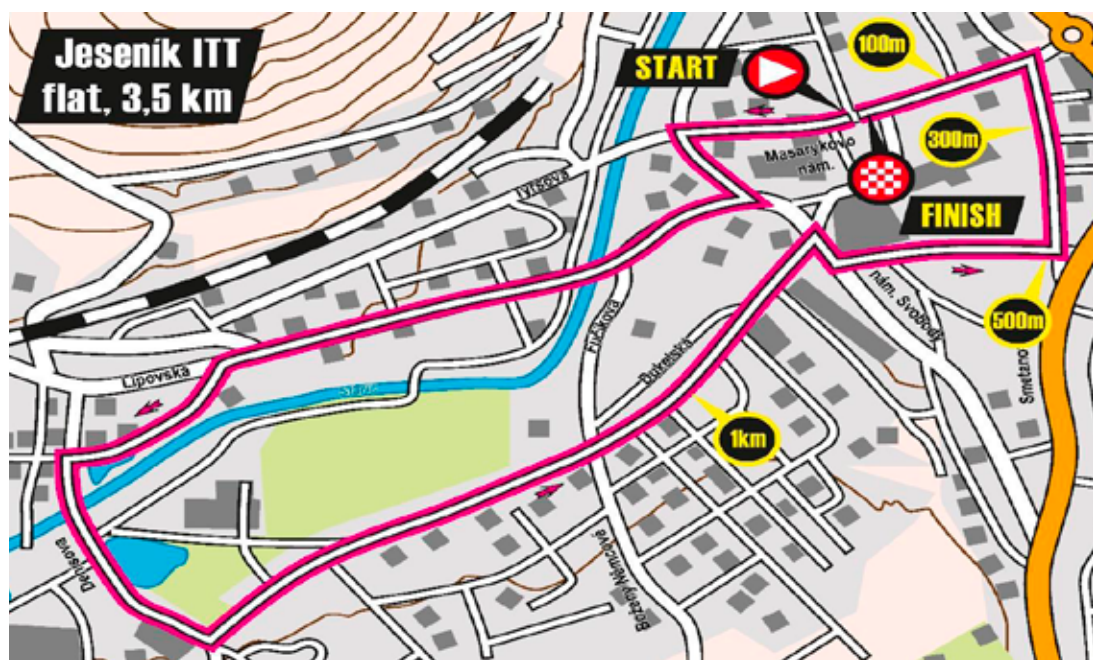 Jeseník ITT
flat, 3,5 km
START
100m
300m
Masarykovo
nám.
FINISH
Tyršova
500m
nám. Svobody
Smetano
Fučíkova
Dukelská
Lipovská
1km
Denisova
Boženy Němcové